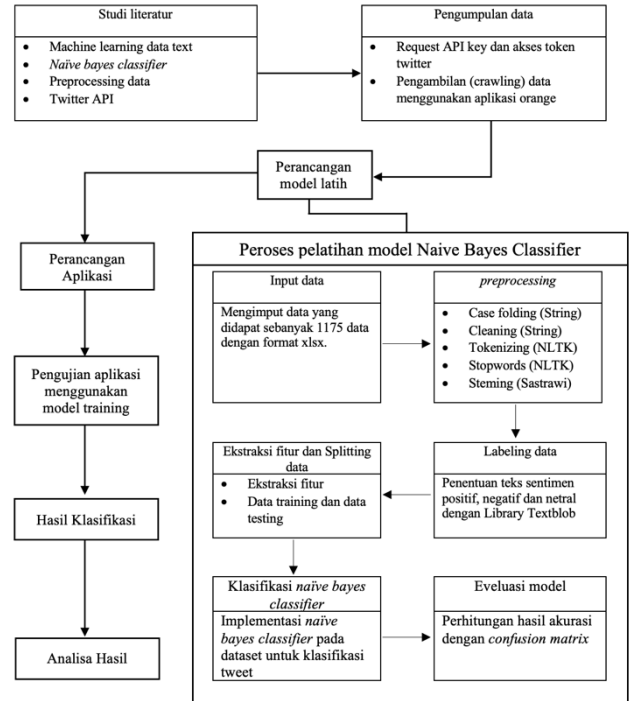 Studi literatur
• Machine learning data text
• Naïve bayes classifier
• Preprocessing data
• Twitter API
Pengumpulan data
• Request API key dan akses token
twitter
• Pengambilan (crawling) data
menggunakan aplikasi orange
Perancangan
model latih
Perancangan
Aplikasi
Pengujian aplikasi
menggunakan
model training
Hasil Klasifikasi
Analisa Hasil
Peroses pelatihan model Naive Bayes Classifier
Input data
Mengimput data yang
didapat sebanyak 1175 data
dengan format xlsx.
preprocessing
• Case folding (String)
• Cleaning (String)
• Tokenizing (NLTK)
• Stopwords (NLTK)
• Steming (Sastrawi)
Labeling data
Penentuan teks sentimen
positif, negatif dan netral
dengan Library Textblob
Ekstraksi fitur dan Splitting
data
• Ekstraksi fitur
• Data training dan data
testing
Klasifikasi naïve bayes
classifier
Implementasi naïve
bayes classifier pada
dataset untuk klasifikasi
tweet
Eveluasi model
Perhitungan hasil akurasi
dengan confusion matrix